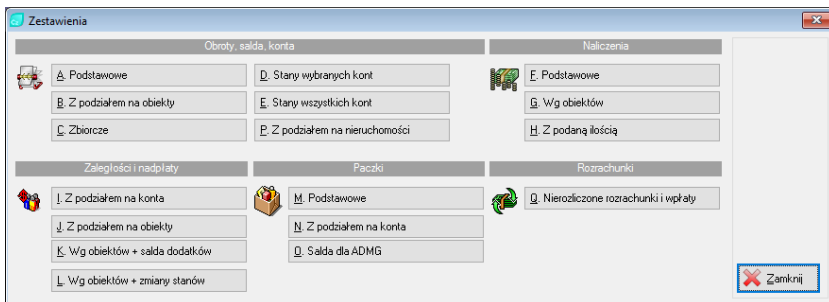 Zestawienia
Obroty, salda, konta
A. Podstawowe
B. Z podziałem na obiekty
C. Zbiorcze
D. Stany wybranych kont
E. Stany wszystkich kont
P. Z podziałem na nieruchomości
Naliczenia
F. Podstawowe
G. Wg obiektów
H. Z podaną ilością
Zaległości i nadpłaty
I. Z podziałem na konta
J. Z podziałem na obiekty
K. Wg obiektów + salda dodatków
L. Wg obiektów + zmiany stanów
Paczki
M. Podstawowe
N. Z podziałem na konta
O. Salda dla ADMG
Rozrachunki
Q. Nierozliczone rozrachunki i wpłaty
Zamknij